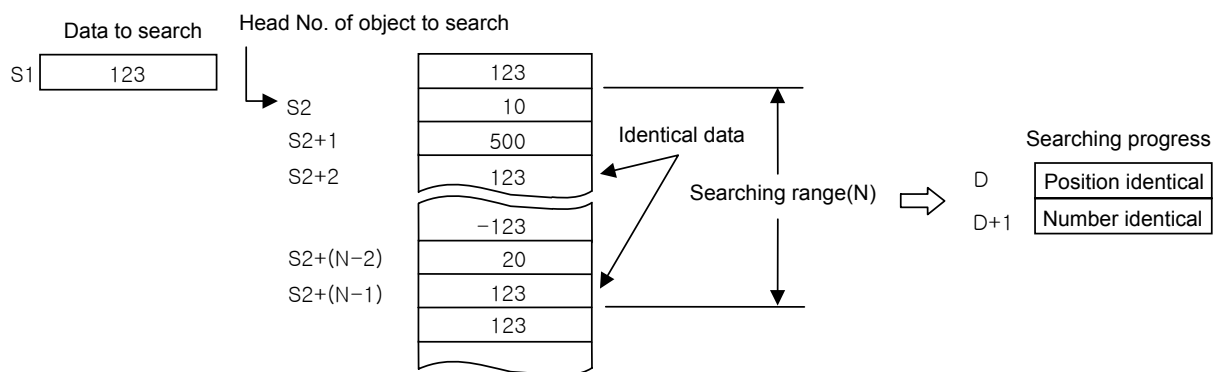 Data to search
Head No. of object to search
S1 123
123
S2 10
S2+1 500
S2+2 123
-123
S2+(N-2) 20
S2+(N-1) 123
123
Identical data
Searching range(N)
Searching progress
D Position identical
D+1 Number identical